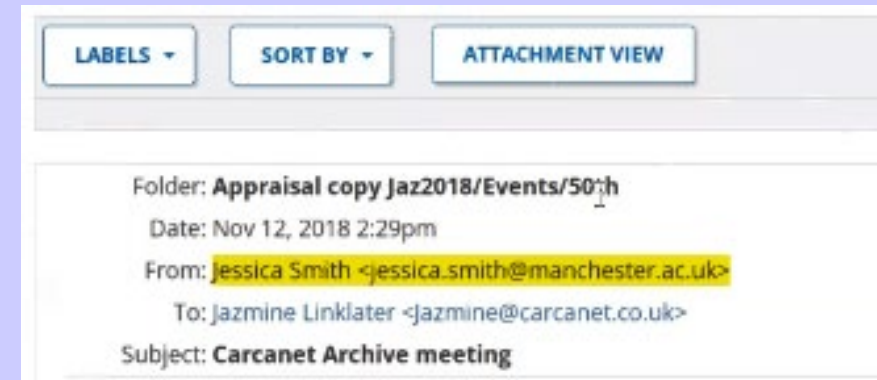 LABELS SORT BY ATTACHMENT VIEW
Folder: Appraisal copy Jaz2018/Events/50th
Date: Nov 12, 2018 2:29pm
From: Jessica Smith <jessica.smith@manchester.ac.uk>
To: Jazmine Linklater <Jazmine@carcanet.co.uk>
Subject: Carcanet Archive meeting